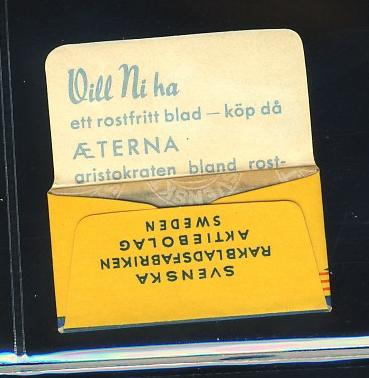 Vill Ni ha
ett rostfritt blad – köp då
ÆTERNA
aristokraten bland rost-
SVENSKA
RAKBLADSFABRIKEN
AKTIEBOLAG
SWEDEN